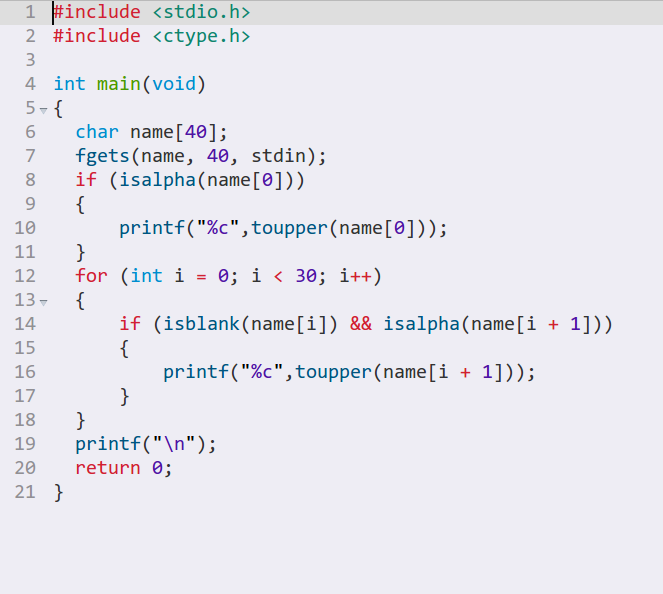 1 #include <stdio.h>
2 #include <ctype.h>
3
4 int main(void)
5 {
6   char name[40];
7   fgets(name, 40, stdin);
8   if (isalpha(name[0]))
9   {
10       printf("%c",toupper(name[0]));
11   }
12   for (int i = 0; i < 30; i++)
13   {
14       if (isblank(name[i]) && isalpha(name[i + 1]))
15       {
16           printf("%c",toupper(name[i + 1]));
17       }
18   }
19   printf("\n");
20   return 0;
21 }